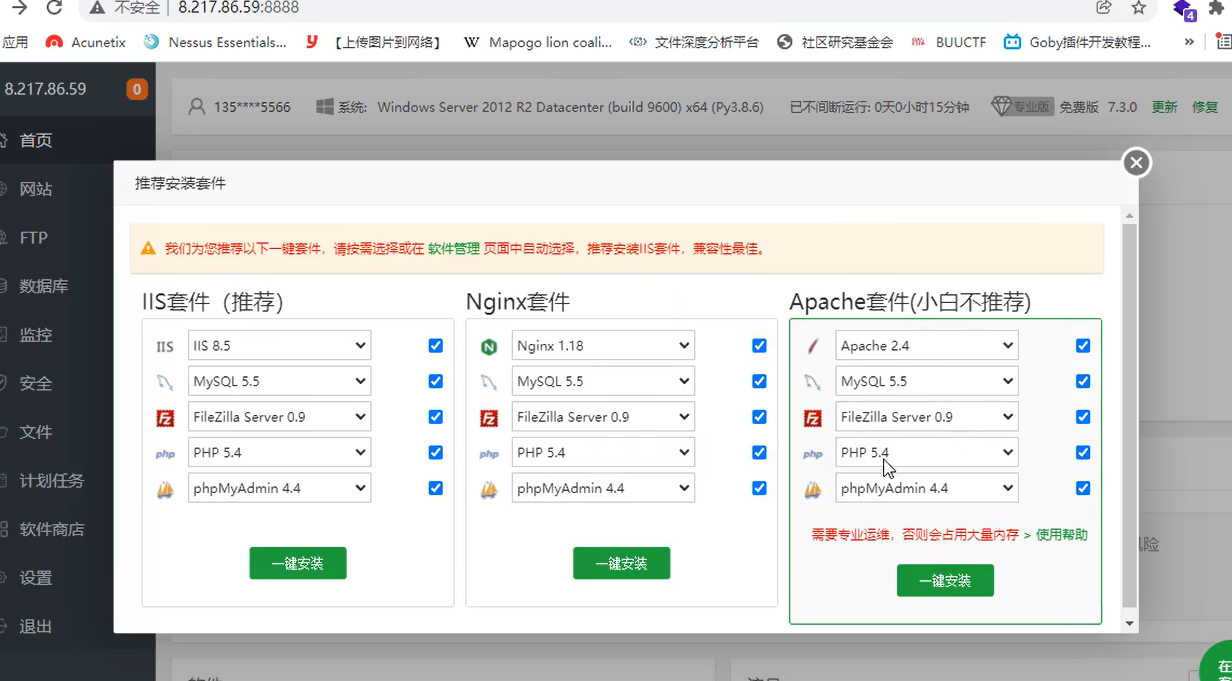 不安全 8.217.86.59:8888
应用 Acunetix Nessus Essentials... 【上传图片到网络】 Mapogo lion coali... 文件深度分析平台 社区研究基金会 BUUCTF Goby插件开发教程... »
8.217.86.59 0
135****5566 系统: Windows Server 2012 R2 Datacenter (build 9600) x64 (Py3.8.6) 已不间断运行: 0天0小时15分钟 专业版 免费版 7.3.0 更新 修复
首页
网站
FTP
数据库
监控
安全
文件
计划任务
软件商店
设置
退出
推荐安装套件
我们为您推荐以下一键套件，请按需选择或在 软件管理 页面中自动选择，推荐安装IIS套件，兼容性最佳。
IIS套件（推荐）
IIS IIS 8.5
MySQL 5.5
FileZilla Server 0.9
php PHP 5.4
phpMyAdmin 4.4
一键安装
Nginx套件
Nginx 1.18
MySQL 5.5
FileZilla Server 0.9
php PHP 5.4
phpMyAdmin 4.4
一键安装
Apache套件(小白不推荐)
Apache 2.4
MySQL 5.5
FileZilla Server 0.9
php PHP 5.4
phpMyAdmin 4.4
需要专业运维，否则会占用大量内存 > 使用帮助
一键安装
险
在